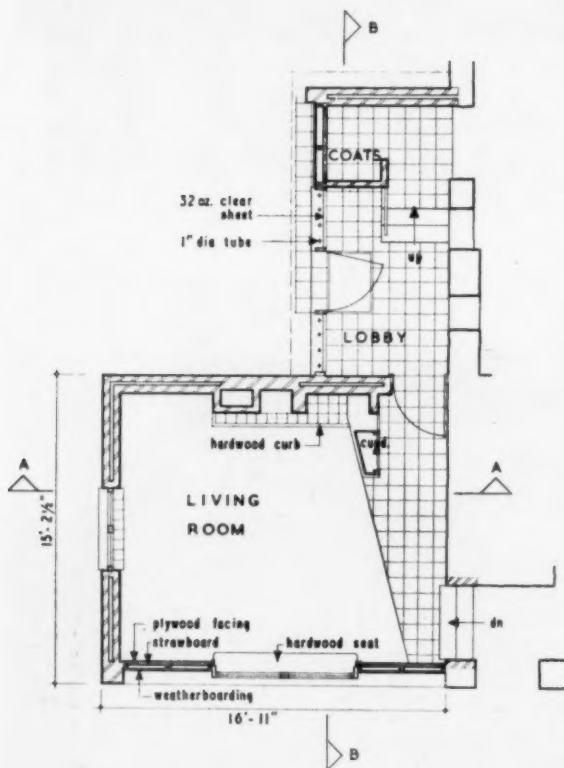 B
COATS
32 oz. clear
sheet
1" dia tube
up
LOBBY
hardwood curb
cupd.
A
A
LIVING
ROOM
15'- 2½"
plywood facing
strawboard
hardwood seat
dn
weatherboarding
16'- 11"
B